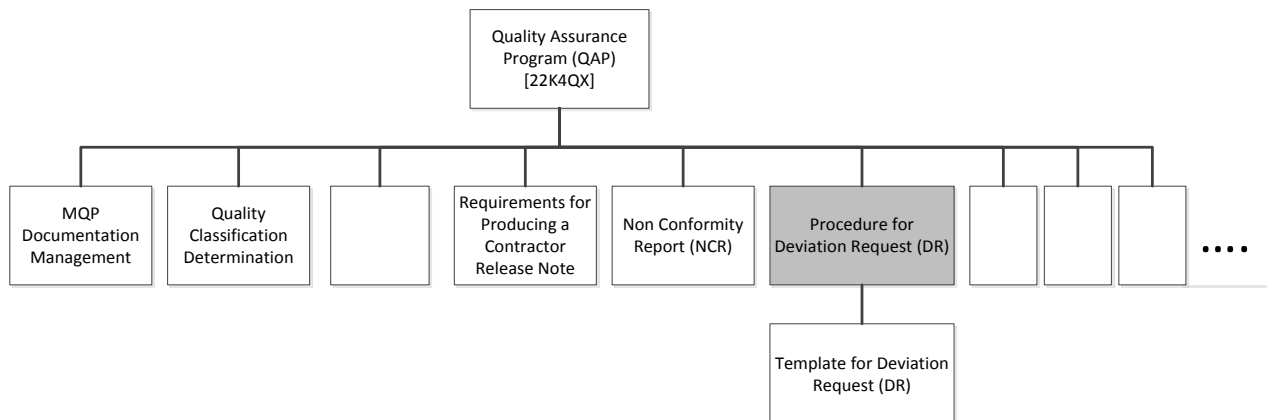 Quality Assurance
Program (QAP)
[22K4QX]
MQP
Documentation
Management
Quality
Classification
Determination
Requirements for
Producing a
Contractor
Release Note
Non Conformity
Report (NCR)
Procedure for
Deviation Request (DR)
....
Template for Deviation
Request (DR)